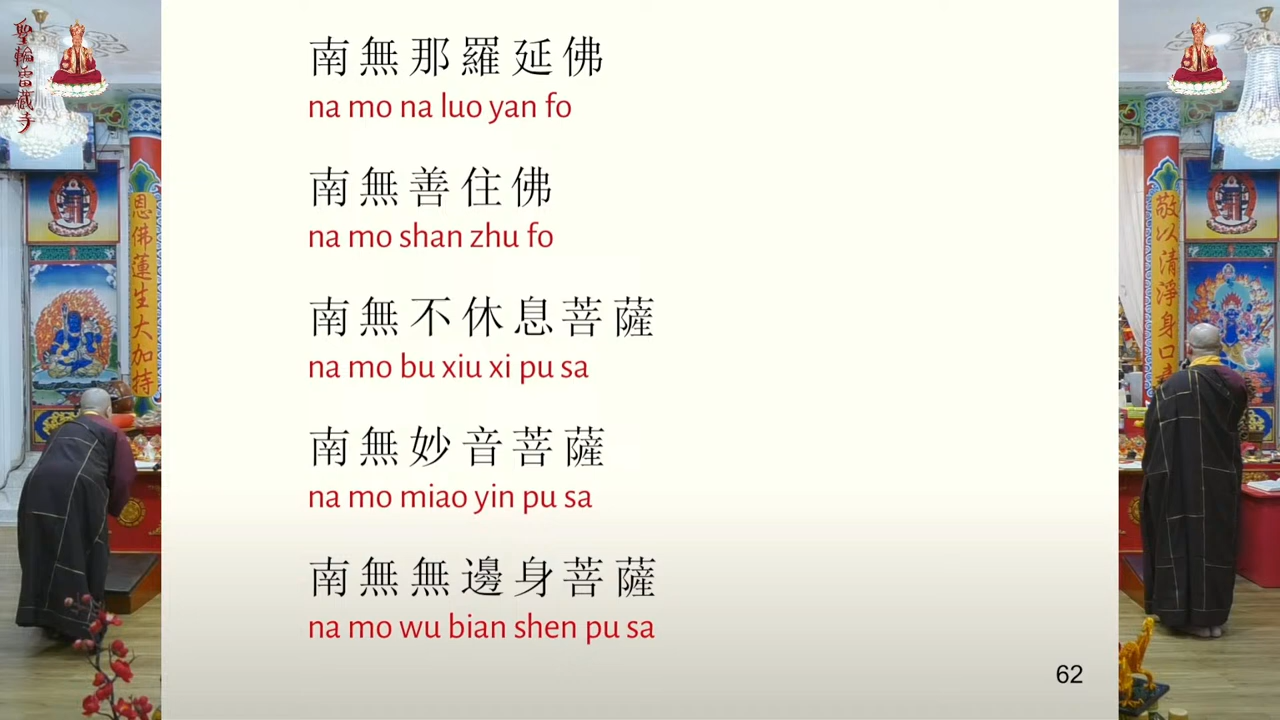 聖輪雷藏寺
恩佛蓮生大加持
南無那羅延佛
na mo na luo yan fo
南無善住佛
na mo shan zhu fo
南無不休息菩薩
na mo bu xiu xi pu sa
南無妙音菩薩
na mo miao yin pu sa
南無無邊身菩薩
na mo wu bian shen pu sa
62
敬以清淨身口